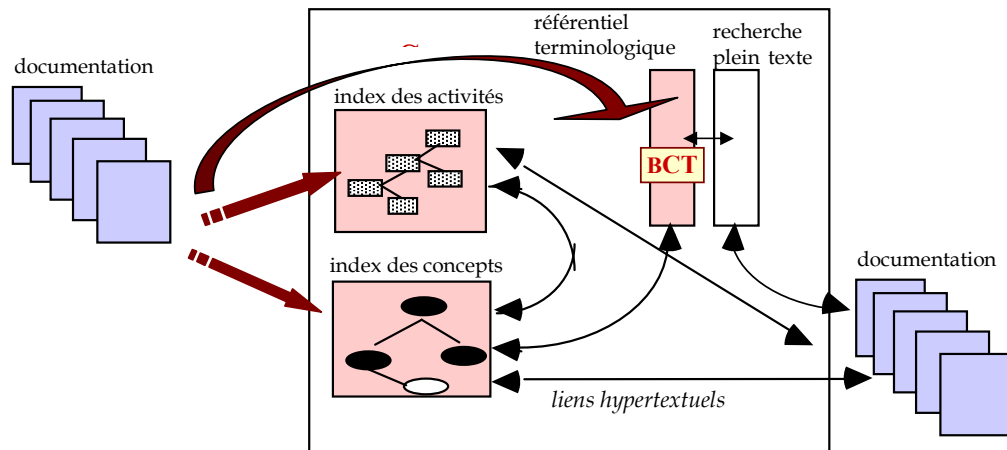 documentation
référentiel
terminologique
recherche
plein texte
~
index des activités
BCT
index des concepts
documentation
liens hypertextuels